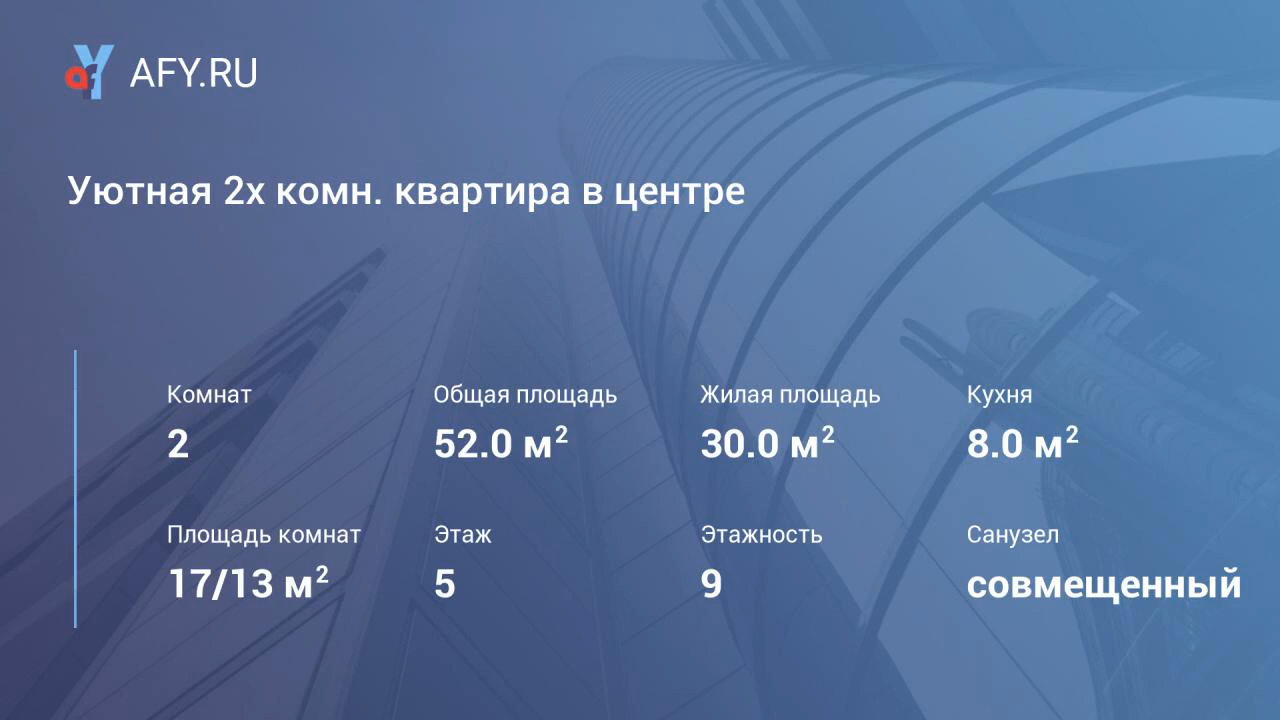 afy AFY.RU
Уютная 2х комн. квартира в центре
Комнат
2
Общая площадь
52.0 м²
Жилая площадь
30.0 м²
Кухня
8.0 м²
Площадь комнат
17/13 м²
Этаж
5
Этажность
9
Санузел
совмещенный